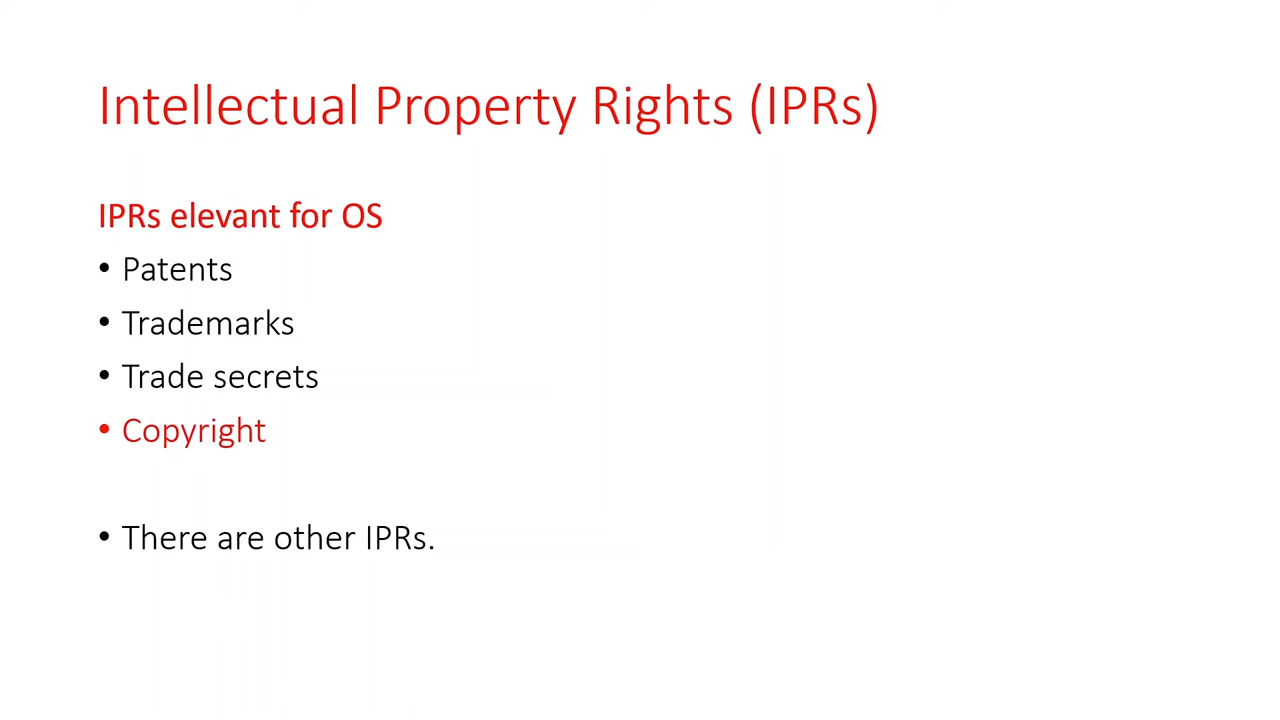 Intellectual Property Rights (IPRs)
IPRs elevant for OS
• Patents
• Trademarks
• Trade secrets
• Copyright
• There are other IPRs.